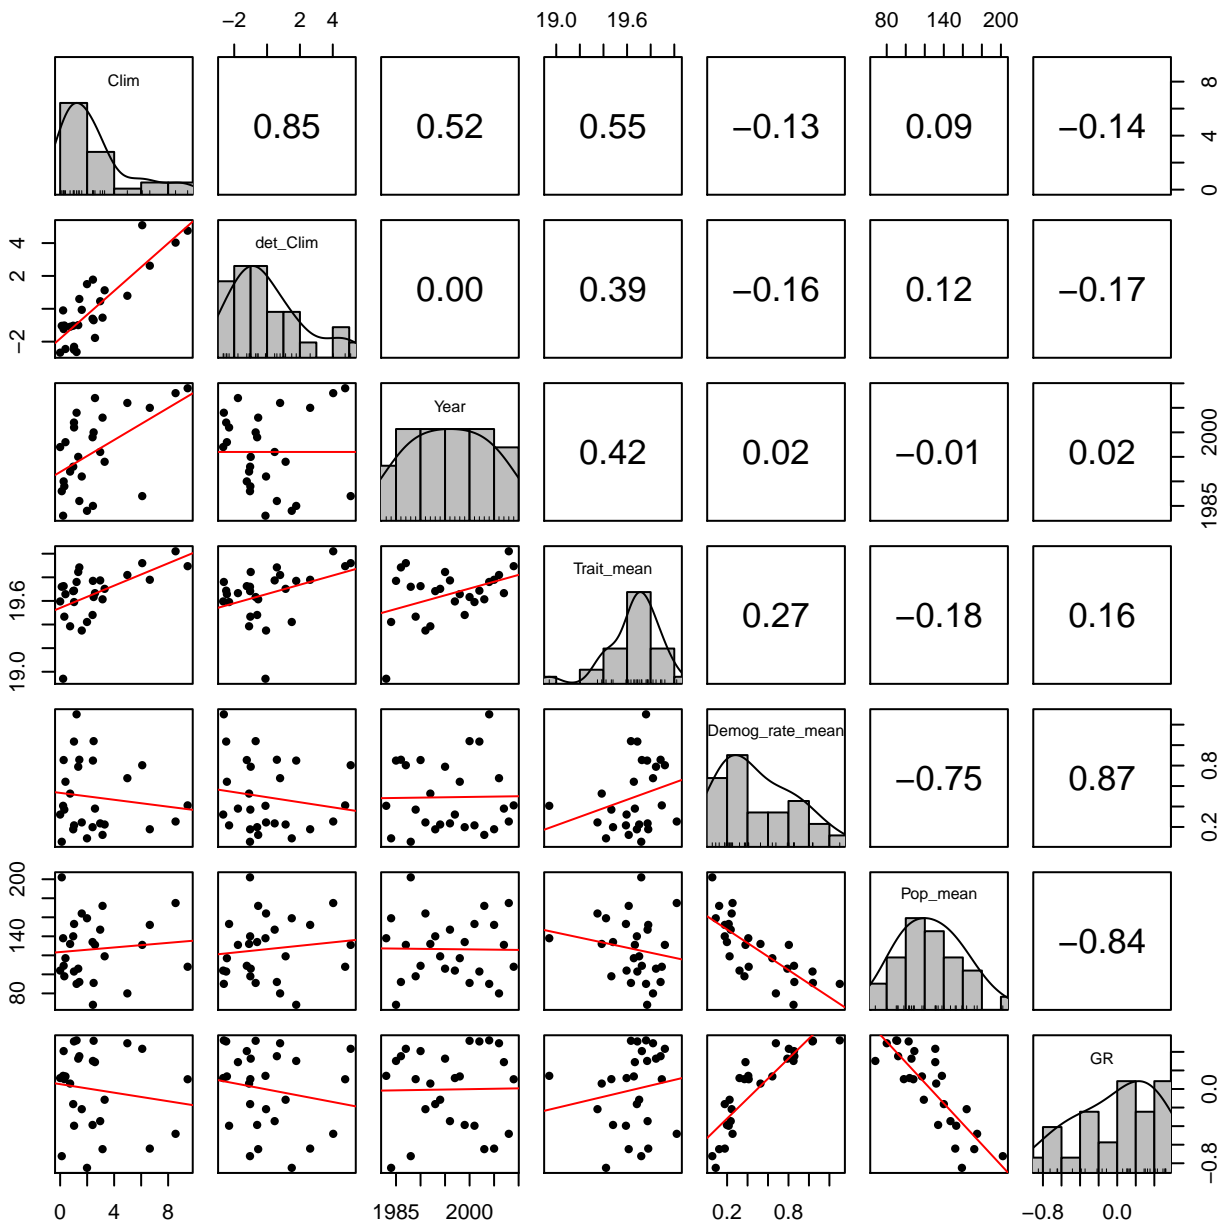 −2 2 4 19.0 19.6 80 140 200
Clim 0.85 0.52 0.55 −0.13 0.09 −0.14 0 4 8
−2 2 4 det_Clim 0.00 0.39 −0.16 0.12 −0.17
Year 0.42 0.02 −0.01 0.02 1985 2000
19.0 19.6 Trait_mean 0.27 −0.18 0.16
Demog_rate_mean −0.75 0.87 0.2 0.8
80 140 200 Pop_mean −0.84
GR −0.8 0.0
0 4 8 1985 2000 0.2 0.8 −0.8 0.0